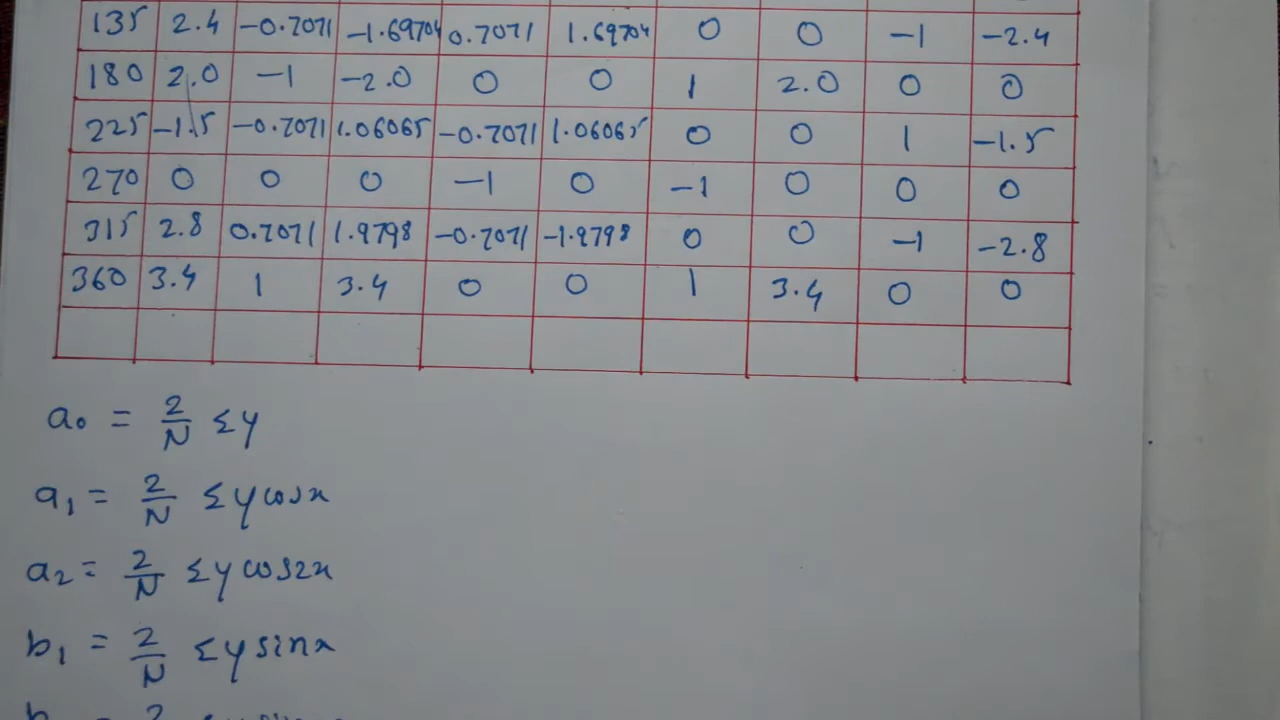 135 2.4 -0.7071 -1.69704 0.7071 1.69704 0 0 -1 -2.4
180 2.0 -1 -2.0 0 0 1 2.0 0 0
225 -1.5 -0.7071 1.06065 -0.7071 1.06065 0 0 1 -1.5
270 0 0 0 -1 0 -1 0 0 0
315 2.8 0.7071 1.9798 -0.7071 -1.9798 0 0 -1 -2.8
360 3.4 1 3.4 0 0 1 3.4 0 0
a₀ = 2/N Σy
a₁ = 2/N Σy cosx
a₂ = 2/N Σy cos2x
b₁ = 2/N Σy sinx